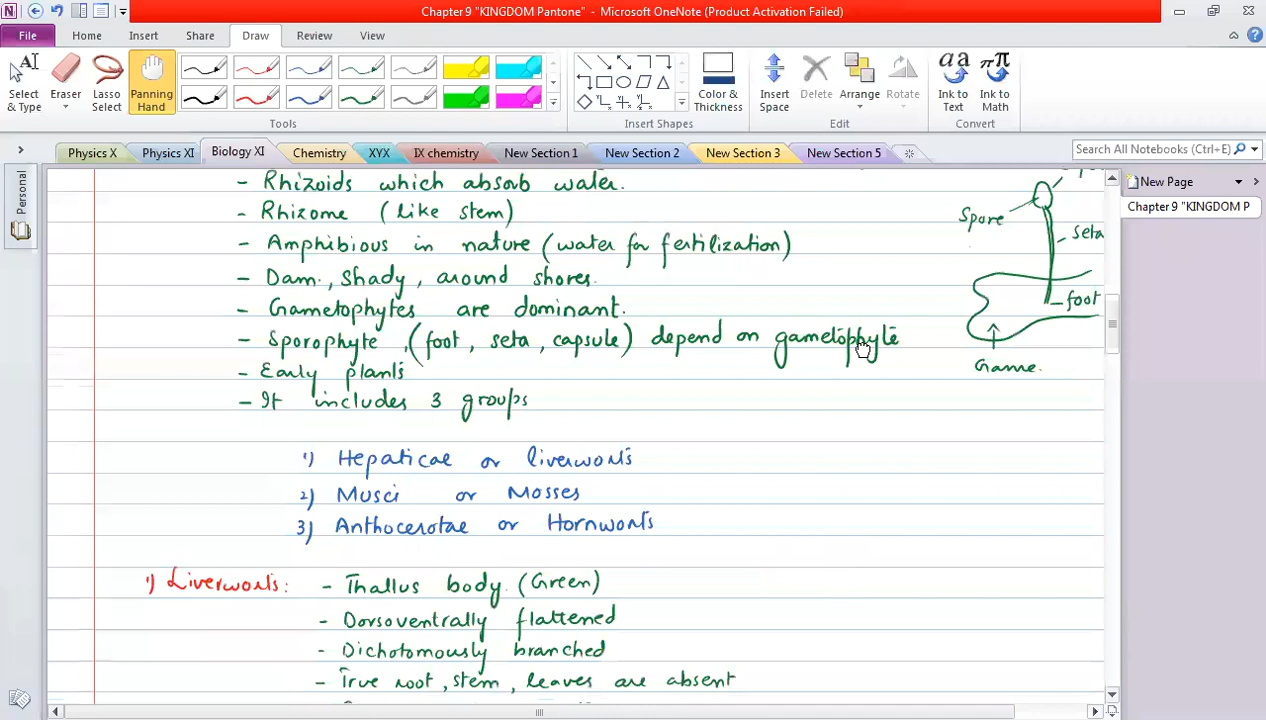 Chapter 9 "KINGDOM Pantone" - Microsoft OneNote (Product Activation Failed)
File Home Insert Share Draw Review View
Select & Type
Eraser
Lasso Select
Panning Hand
Color & Thickness
Insert Space
Delete
Arrange
Rotate
Ink to Text
Ink to Math
Tools
Insert Shapes
Edit
Convert
Physics X Physics XI Biology XI Chemistry XYX IX chemistry New Section 1 New Section 2 New Section 3 New Section 5
Search All Notebooks (Ctrl+E)
Personal
New Page
Chapter 9 "KINGDOM P
- Rhizoids which absorb water.
- Rhizome (like stem)
- Amphibious in nature (water for fertilization)
- Dam, Shady, around shores.
- Gametophytes are dominant.
- Sporophyte, (foot, seta, capsule) depend on gametophyte
- Early plants
- It includes 3 groups
Spore
seta
foot
Game.
1) Hepaticae or liverworts
2) Musci or Mosses
3) Anthocerotae or Hornworts
1) Liverworts: - Thallus body. (Green)
- Dorsoventrally flattened
- Dichotomously branched
- True root, stem, leaves are absent